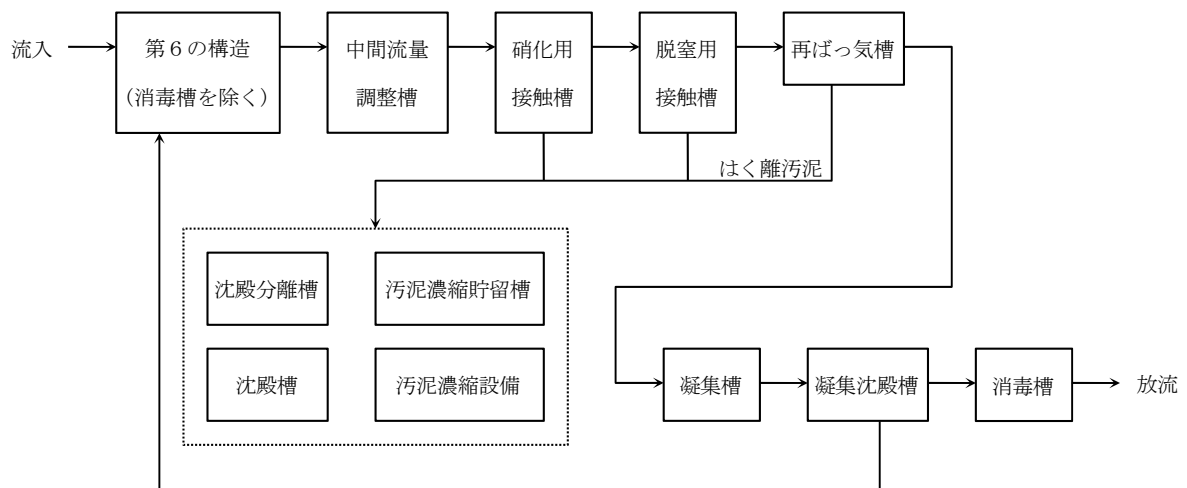 流入
第６の構造
（消毒槽を除く）
中間流量
調整槽
硝化用
接触槽
脱窒用
接触槽
再ばっ気槽
はく離汚泥
沈殿分離槽
汚泥濃縮貯留槽
沈殿槽
汚泥濃縮設備
凝集槽
凝集沈殿槽
消毒槽
放流